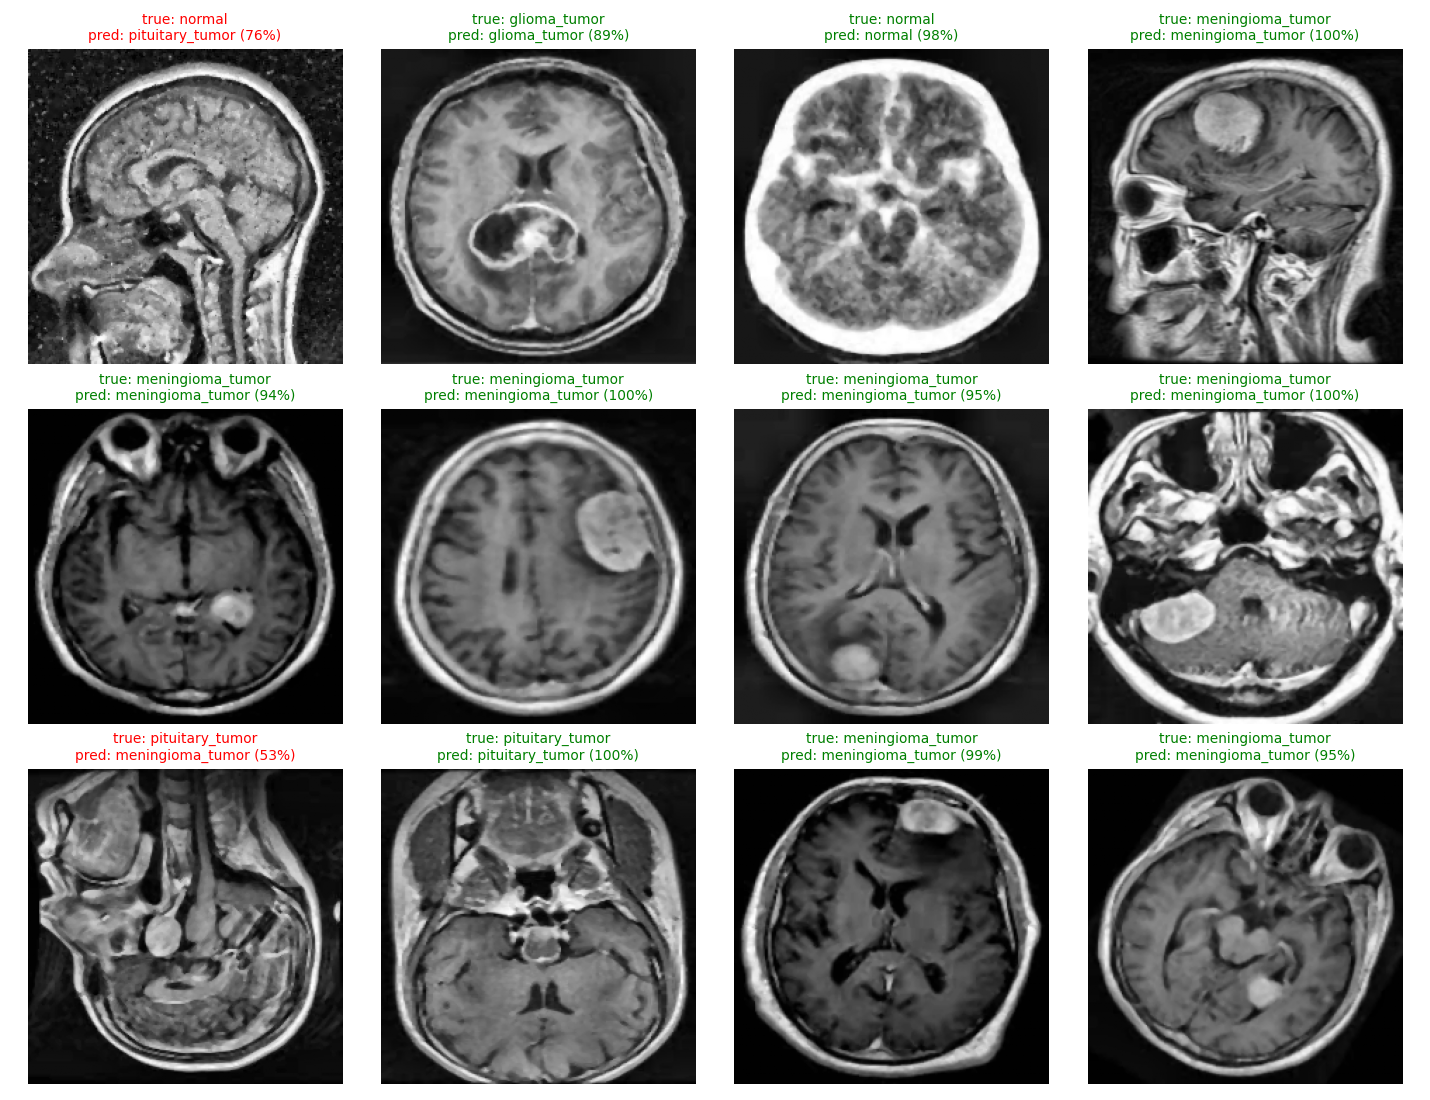 true: normal
pred: pituitary_tumor (76%)
true: glioma_tumor
pred: glioma_tumor (89%)
true: normal
pred: normal (98%)
true: meningioma_tumor
pred: meningioma_tumor (100%)
true: meningioma_tumor
pred: meningioma_tumor (94%)
true: meningioma_tumor
pred: meningioma_tumor (100%)
true: meningioma_tumor
pred: meningioma_tumor (95%)
true: meningioma_tumor
pred: meningioma_tumor (100%)
true: pituitary_tumor
pred: meningioma_tumor (53%)
true: pituitary_tumor
pred: pituitary_tumor (100%)
true: meningioma_tumor
pred: meningioma_tumor (99%)
true: meningioma_tumor
pred: meningioma_tumor (95%)